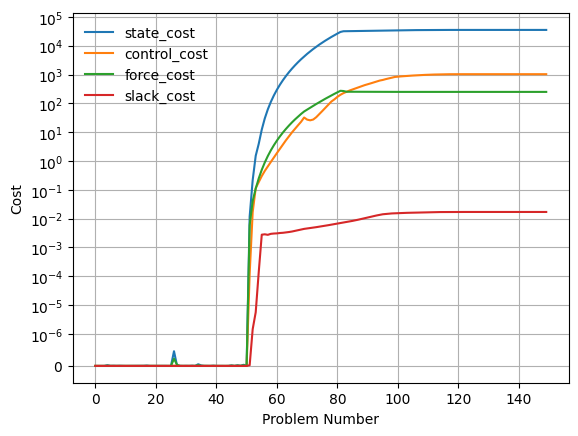 state_cost
control_cost
force_cost
slack_cost
Cost
10^5
10^4
10^3
10^2
10^1
10^0
10^−1
10^−2
10^−3
10^−4
10^−5
10^−6
0
0 20 40 60 80 100 120 140
Problem Number